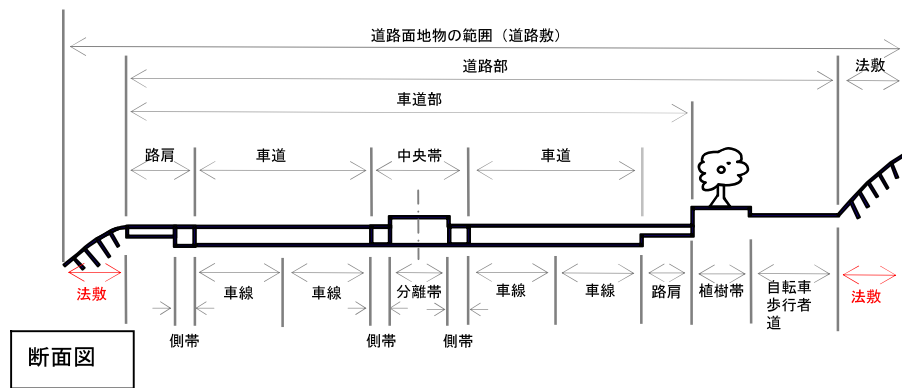 道路面地物の範囲（道路敷）
道路部
法敷
車道部
路肩
車道
中央帯
車道
法敷
車線
車線
分離帯
車線
車線
路肩
植樹帯
自転車
歩行者
道
法敷
側帯
側帯
側帯
断面図